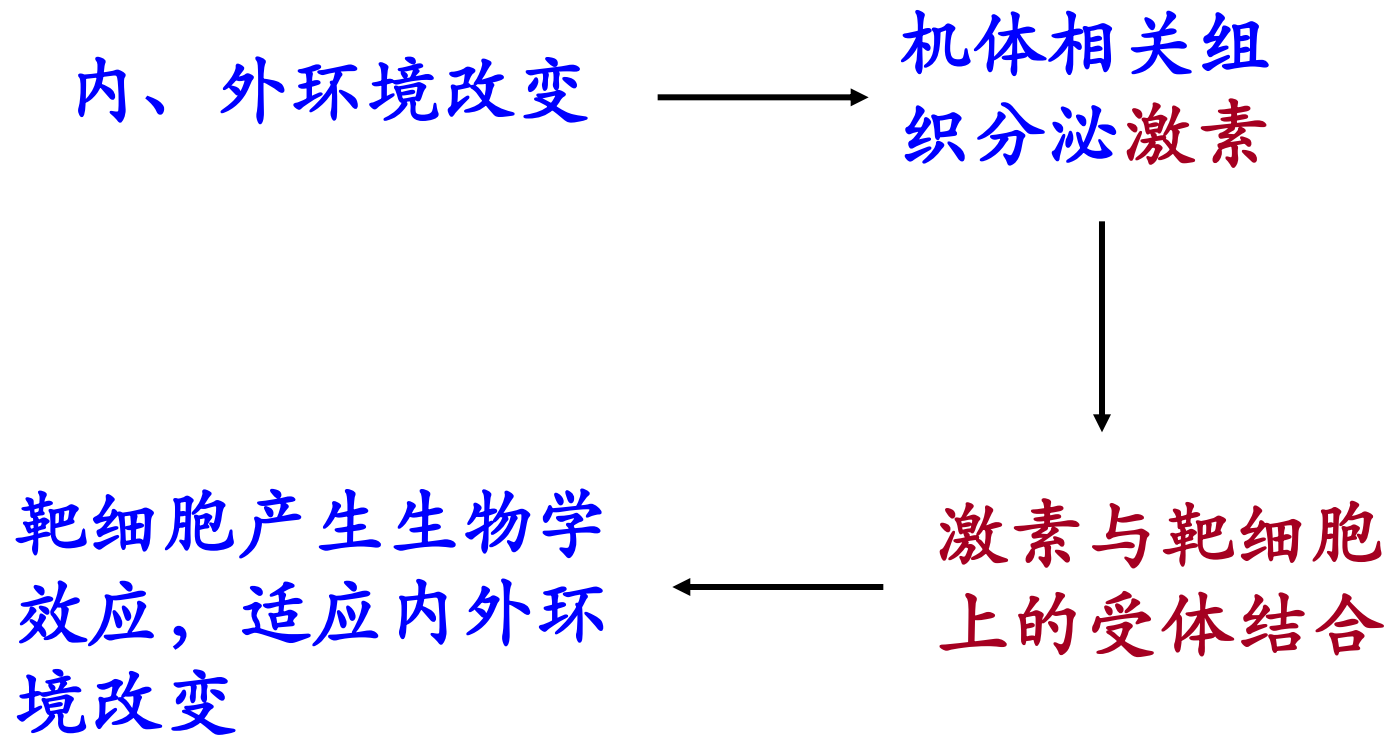 内、外环境改变
机体相关组
织分泌激素
激素与靶细胞
上的受体结合
靶细胞产生生物学
效应，适应内外环
境改变